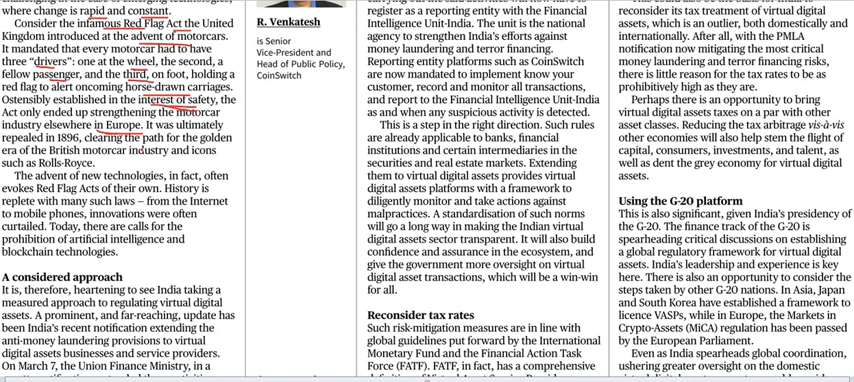 where change is rapid and constant.
Consider the infamous Red Flag Act the United
Kingdom introduced at the advent of motorcars.
It mandated that every motorcar had to have
three “drivers”: one at the wheel, the second, a
fellow passenger, and the third, on foot, holding a
red flag to alert oncoming horse-drawn carriages.
Ostensibly established in the interest of safety, the
Act only ended up strengthening the motorcar
industry elsewhere in Europe. It was ultimately
repealed in 1896, clearing the path for the golden
era of the British motorcar industry and icons
such as Rolls-Royce.
The advent of new technologies, in fact, often
evokes Red Flag Acts of their own. History is
replete with many such laws — from the Internet
to mobile phones, innovations were often
curtailed. Today, there are calls for the
prohibition of artificial intelligence and
blockchain technologies.
A considered approach
It is, therefore, heartening to see India taking a
measured approach to regulating virtual digital
assets. A prominent, and far-reaching, update has
been India's recent notification extending the
anti-money laundering provisions to virtual
digital assets businesses and service providers.
On March 7, the Union Finance Ministry, in a
R. Venkatesh
is Senior
Vice-President and
Head of Public Policy,
CoinSwitch
register as a reporting entity with the Financial
Intelligence Unit-India. The unit is the national
agency to strengthen India's efforts against
money laundering and terror financing.
Reporting entity platforms such as CoinSwitch
are now mandated to implement know your
customer, record and monitor all transactions,
and report to the Financial Intelligence Unit-India
as and when any suspicious activity is detected.
This is a step in the right direction. Such rules
are already applicable to banks, financial
institutions and certain intermediaries in the
securities and real estate markets. Extending
them to virtual digital assets provides virtual
digital assets platforms with a framework to
diligently monitor and take actions against
malpractices. A standardisation of such norms
will go a long way in making the Indian virtual
digital assets sector transparent. It will also build
confidence and assurance in the ecosystem, and
give the government more oversight on virtual
digital asset transactions, which will be a win-win
for all.
Reconsider tax rates
Such risk-mitigation measures are in line with
global guidelines put forward by the International
Monetary Fund and the Financial Action Task
Force (FATF). FATF, in fact, has a comprehensive
reconsider its tax treatment of virtual digital
assets, which is an outlier, both domestically and
internationally. After all, with the PMLA
notification now mitigating the most critical
money laundering and terror financing risks,
there is little reason for the tax rates to be as
prohibitively high as they are.
Perhaps there is an opportunity to bring
virtual digital assets taxes on a par with other
asset classes. Reducing the tax arbitrage vis-à-vis
other economies will also help stem the flight of
capital, consumers, investments, and talent, as
well as dent the grey economy for virtual digital
assets.
Using the G-20 platform
This is also significant, given India's presidency of
the G-20. The finance track of the G-20 is
spearheading critical discussions on establishing
a global regulatory framework for virtual digital
assets. India's leadership and experience is key
here. There is also an opportunity to consider the
steps taken by other G-20 nations. In Asia, Japan
and South Korea have established a framework to
licence VASPs, while in Europe, the Markets in
Crypto-Assets (MiCA) regulation has been passed
by the European Parliament.
Even as India spearheads global coordination,
ushering greater oversight on the domestic